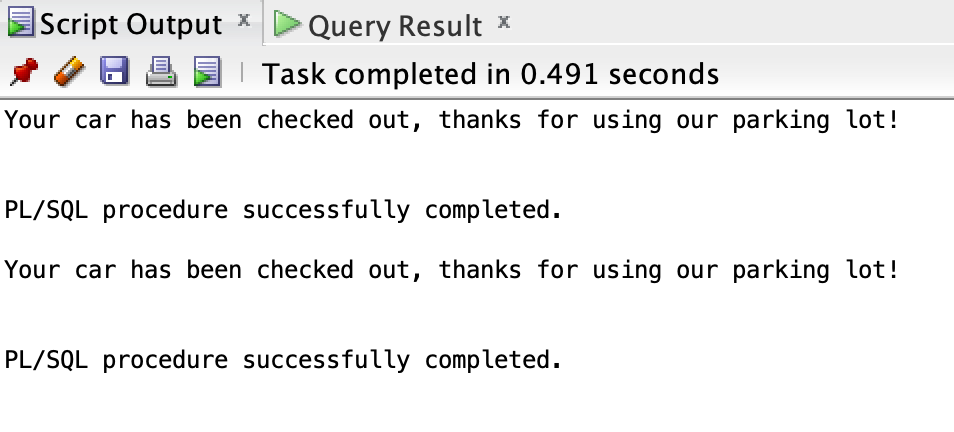 Script Output x Query Result x
Task completed in 0.491 seconds
Your car has been checked out, thanks for using our parking lot!
PL/SQL procedure successfully completed.
Your car has been checked out, thanks for using our parking lot!
PL/SQL procedure successfully completed.